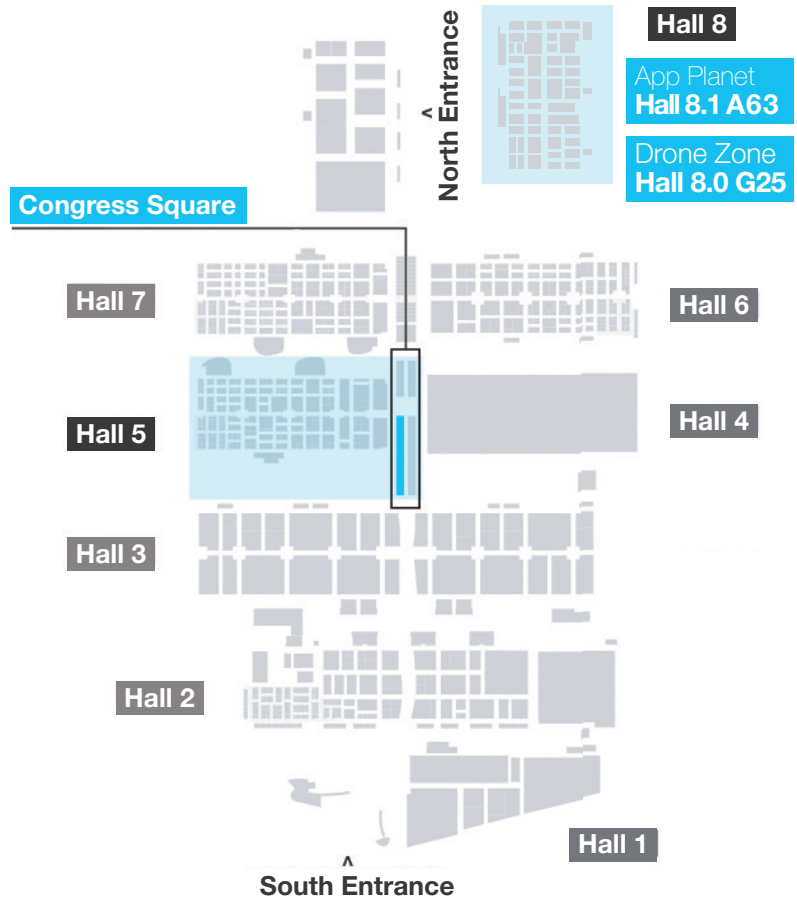 North Entrance
<
Hall 8
App Planet
Hall 8.1 A63
Drone Zone
Hall 8.0 G25
Congress Square
Hall 7
Hall 6
Hall 5
Hall 4
Hall 3
Hall 2
Hall 1
South Entrance